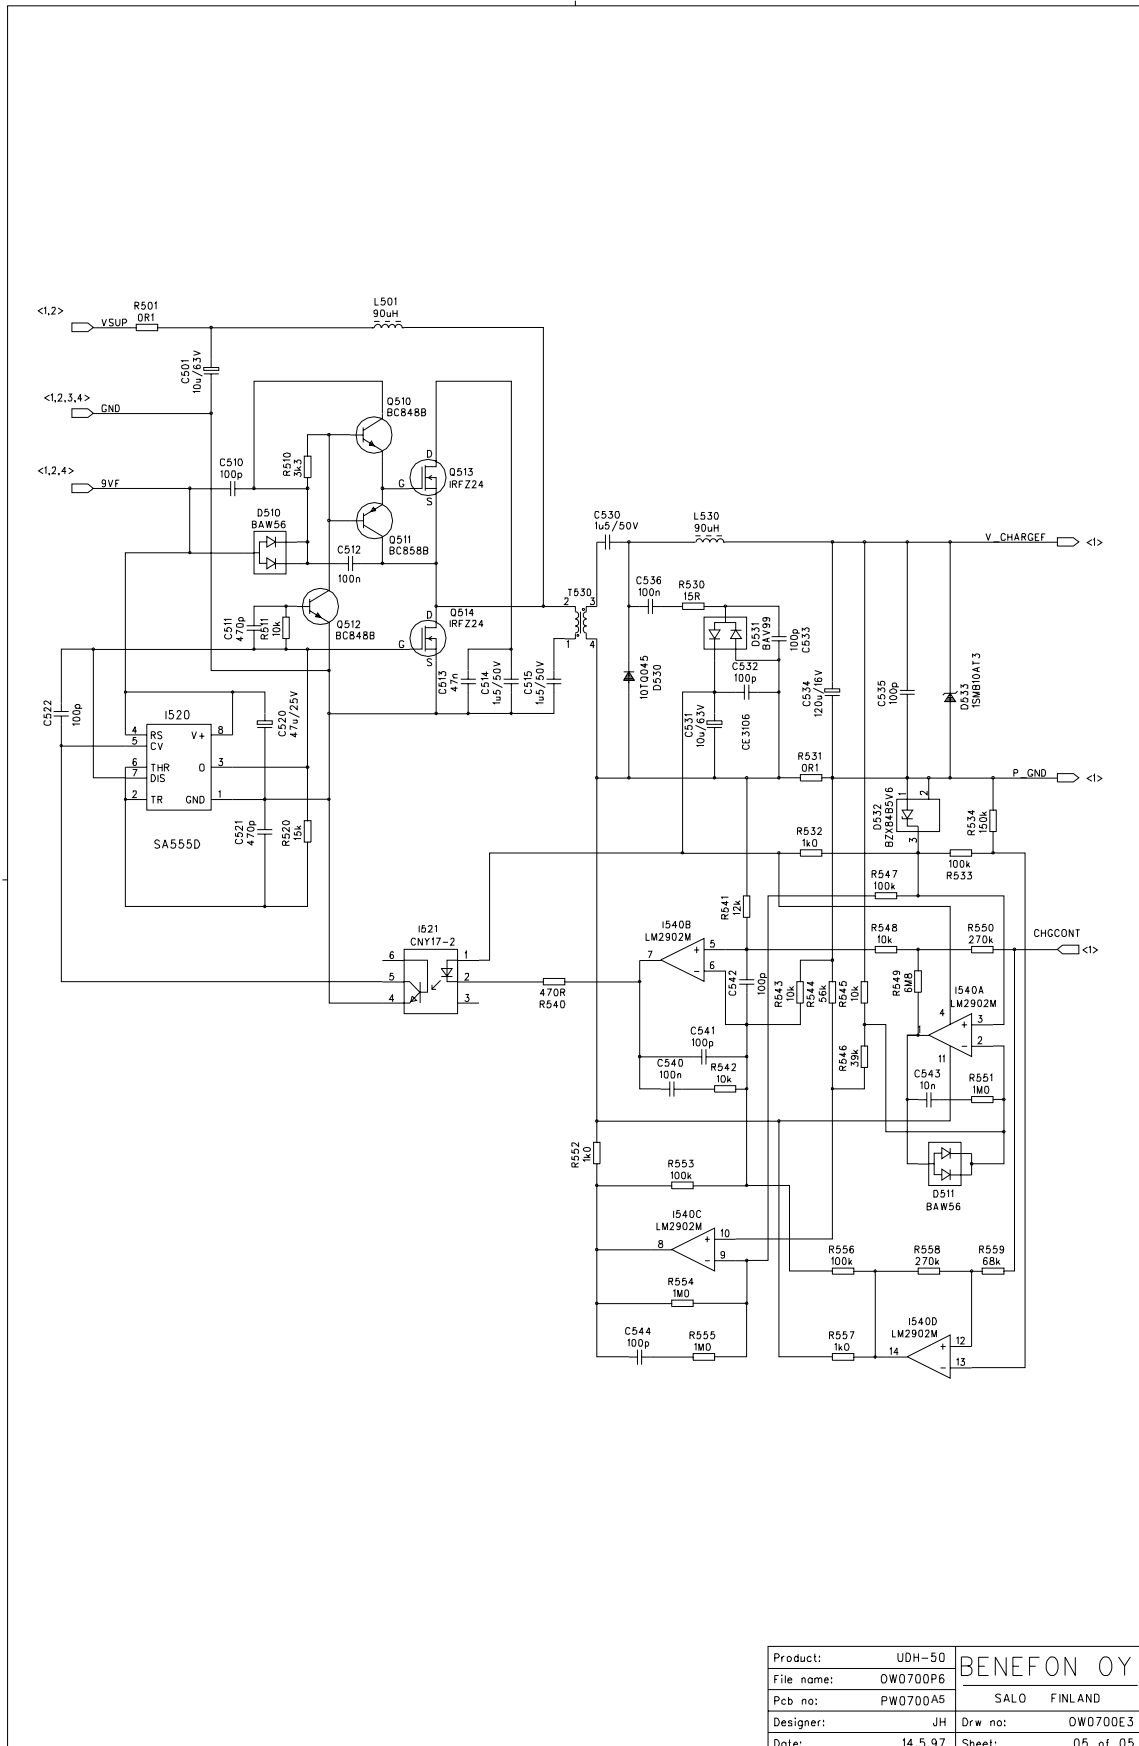 <1,2>
VSUP
R501
0R1
L501
90uH
C501
10u/63V
<1,2,3,4>
GND
<1,2,4>
9VF
C510
100p
R510
3k3
Q510
BC848B
D
G
S
Q513
IRFZ24
D510
BAW56
C512
100n
Q511
BC858B
C511
470p
R511
10k
Q512
BC848B
D
G
S
Q514
IRFZ24
C513
47n
C514
1u5/50V
C515
1u5/50V
T530
2
3
1
4
C522
100p
I520
4
RS
V+
8
5
CV
6
THR
O
3
7
DIS
2
TR
GND
1
SA555D
C520
47u/25V
C521
470p
R520
15k
C530
1u5/50V
L530
90uH
V_CHARGEF
<1>
C536
100n
R530
15R
D531
BAV99
C533
100p
10TQ045
D530
C532
100p
C531
10u/63V
CE3106
C534
120u/16V
C535
100p
D533
1SMB10AT3
R531
0R1
P_GND
<1>
D532
BZX84B5V6
1
2
3
R534
150k
R532
1k0
100k
R533
R547
100k
R541
12k
I521
CNY17-2
6
1
5
2
4
3
470R
R540
I540B
LM2902M
7
+
5
-
6
C542
100p
R548
10k
R550
270k
CHGCONT
<1>
R543
10k
R544
56k
R545
10k
R549
6M8
I540A
LM2902M
4
+
3
1
-
2
11
C541
100p
C540
100n
R542
10k
R546
39k
C543
10n
R551
1M0
D511
BAW56
R552
1k0
R553
100k
I540C
LM2902M
8
+
10
-
9
R554
1M0
C544
100p
R555
1M0
R556
100k
R558
270k
R559
68k
R557
1k0
I540D
LM2902M
14
+
12
-
13
Product: UDH-50
BENEFON OY
File name: OW0700P6
Pcb no: PW0700A5
SALO FINLAND
Designer: JH
Drw no: OW0700E3
Date: 14.5.97
Sheet: 05 of 05